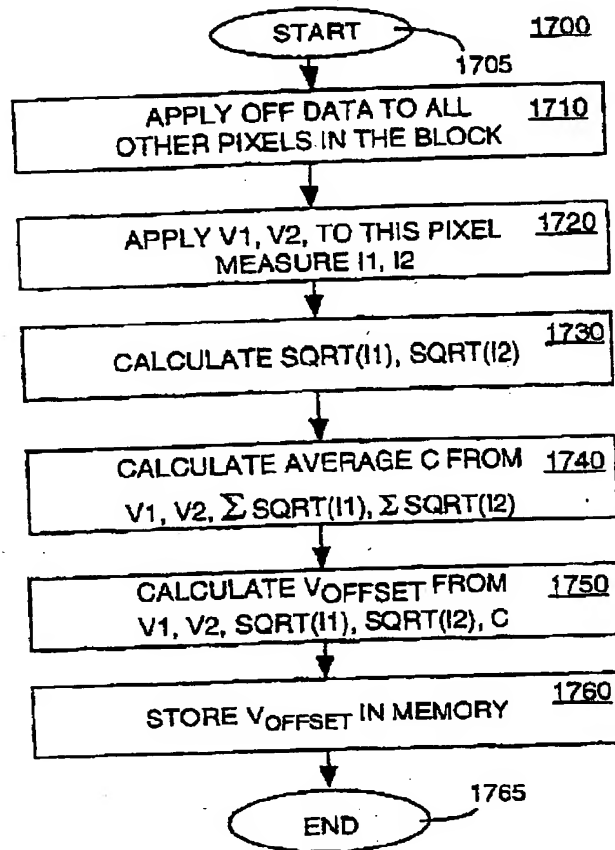 START
1700
1705
APPLY OFF DATA TO ALL 1710
OTHER PIXELS IN THE BLOCK
APPLY V1, V2, TO THIS PIXEL 1720
MEASURE I1, I2
1730
CALCULATE SQRT(I1), SQRT(I2)
CALCULATE AVERAGE C FROM 1740
V1, V2, Σ SQRT(I1), Σ SQRT(I2)
CALCULATE VOFFSET FROM 1750
V1, V2, SQRT(I1), SQRT(I2), C
1760
STORE VOFFSET IN MEMORY
1765
END